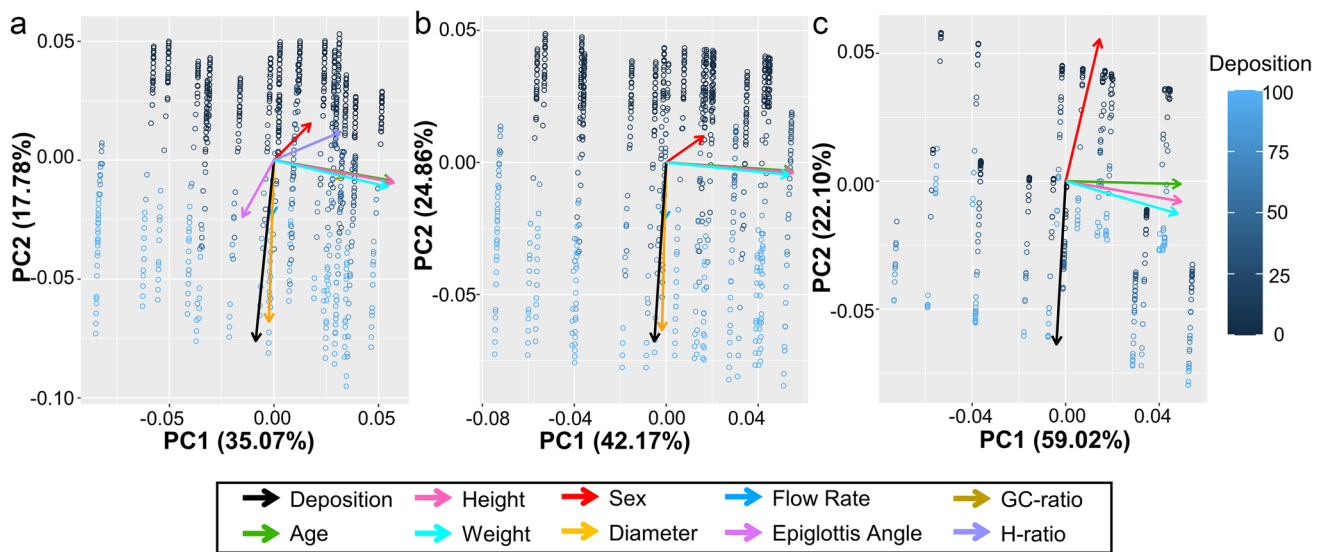 a
b
c
0.05
0.00
-0.05
-0.10
PC2 (17.78%)
-0.05
0.00
0.05
PC1 (35.07%)
0.05
0.00
-0.05
PC2 (24.86%)
-0.08
-0.04
0.00
0.04
PC1 (42.17%)
0.05
0.00
-0.05
PC2 (22.10%)
-0.04
0.00
0.04
PC1 (59.02%)
Deposition
100
75
50
25
0
Deposition Height Sex Flow Rate GC-ratio
Age Weight Diameter Epiglottis Angle H-ratio